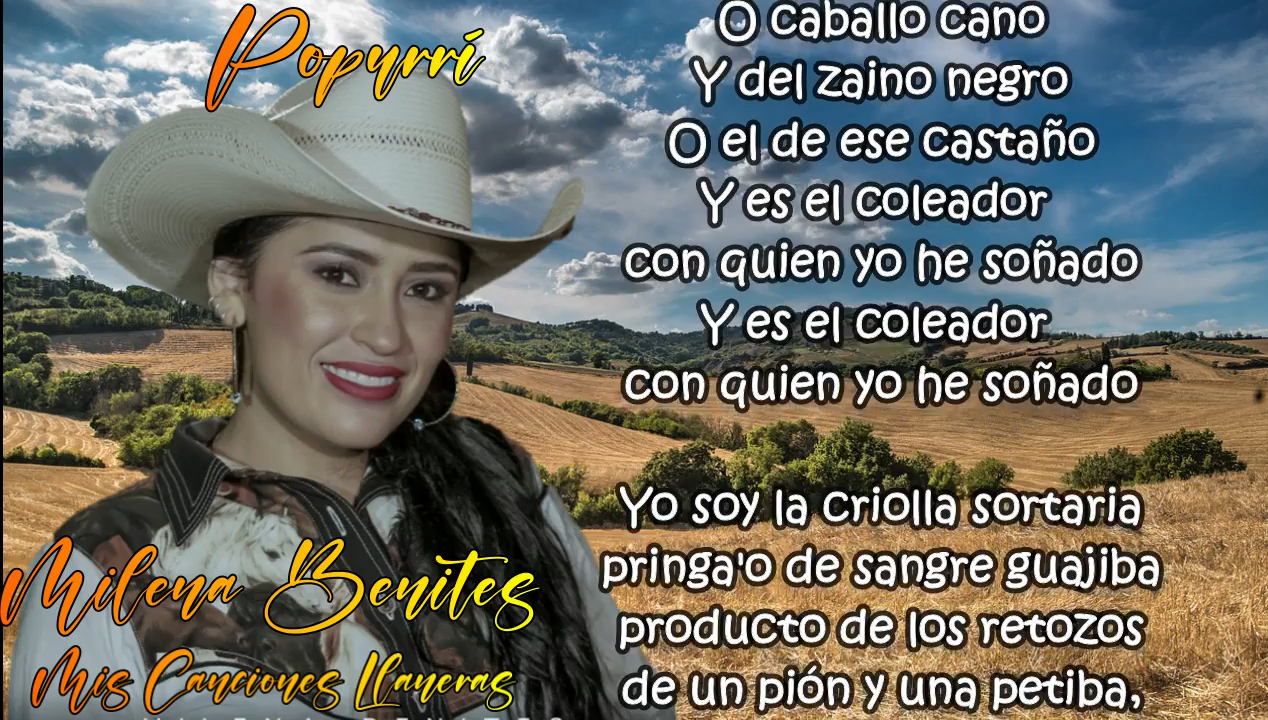 Popurrí
Milena Benites
Mis Canciones Llaneras
O caballo cano
Y del zaino negro
O el de ese castaño
Y es el coleador
con quien yo he soñado
Y es el coleador
con quien yo he soñado
Yo soy la criolla sortaria
pringa'o de sangre guajiba
producto de los retozos
de un pión y una petiba,